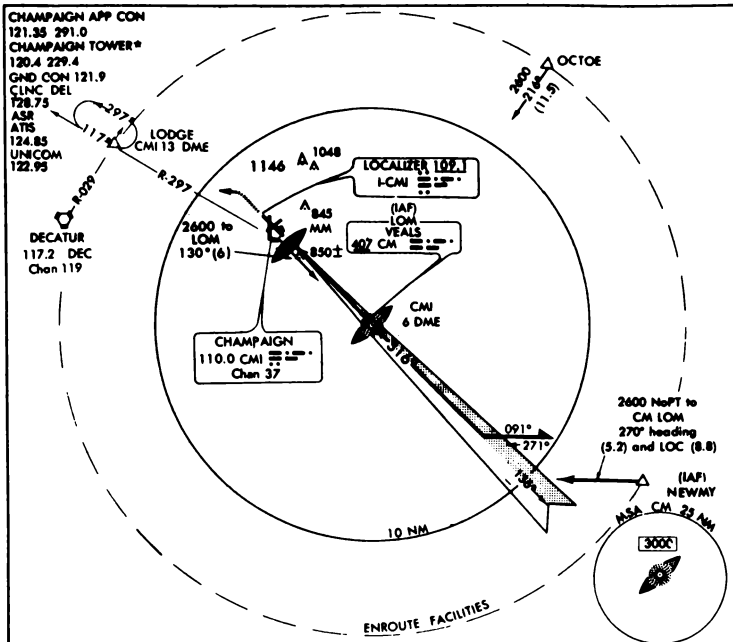 CHAMPAIGN APP CON
121.35 291.0
CHAMPAIGN TOWER*
120.4 229.4
GND CON 121.9
CLNC DEL
128.75
ASR
ATIS
124.85
UNICOM
122.95
OCTOE
2600
216°
(11.5)
297°
117°
LODGE
CMI 13 DME
R-297
R-029
DECATUR
117.2 DEC
Chan 119
1146
1048
LOCALIZER 109.1
I-CMI
845
MM
850±
(IAF)
LOM
VEALS
407 CM
2600 to
LOM
130°(6)
CMI
6 DME
CHAMPAIGN
110.0 CMI
Chan 37
316°
091°
271°
136°
2600 NoPT to
CM LOM
270° heading
(5.2) and LOC (8.8)
(IAF)
NEWMY
MSA CM 25 NM
3000
10 NM
ENROUTE FACILITIES